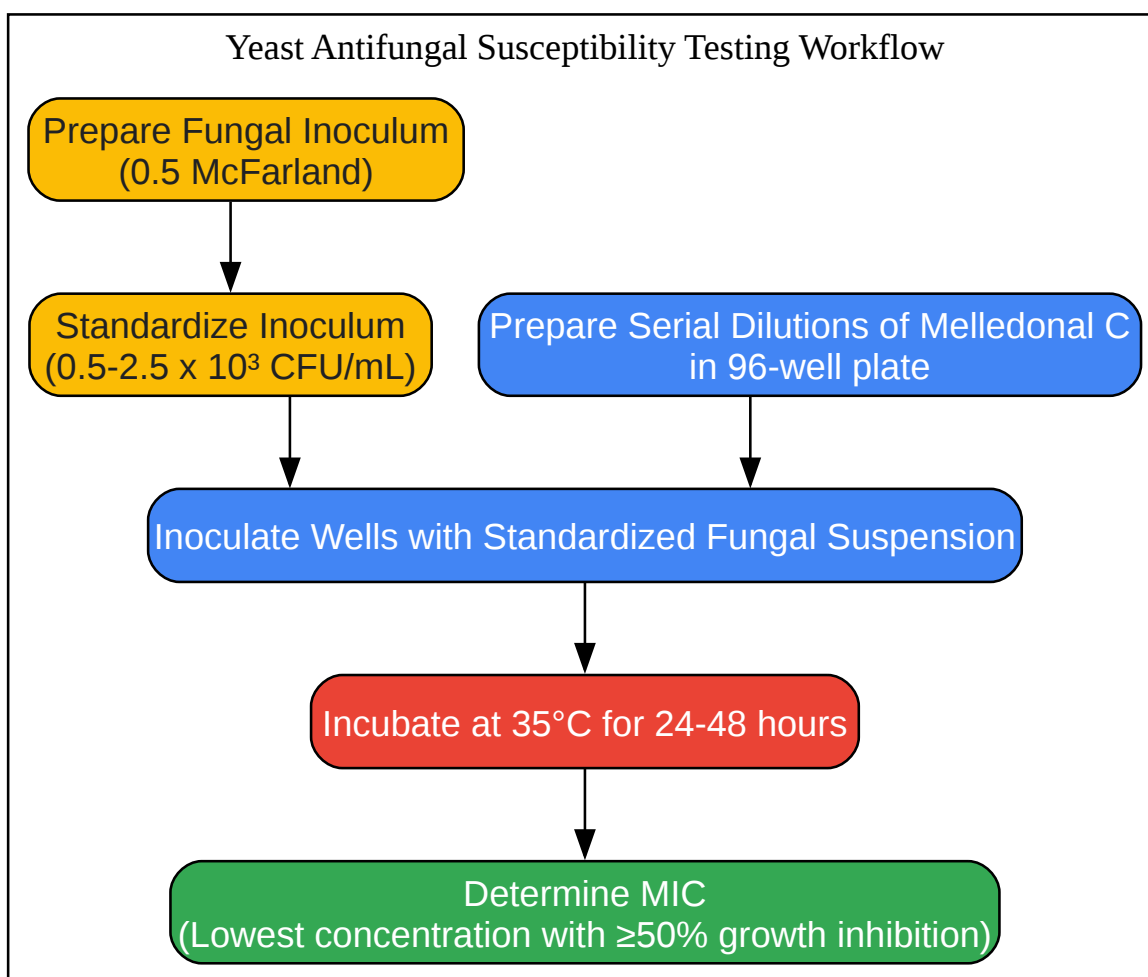 Yeast Antifungal Susceptibility Testing Workflow
Prepare Fungal Inoculum
(0.5 McFarland)
Standardize Inoculum
(0.5-2.5 x 10³ CFU/mL)
Prepare Serial Dilutions of Melledonal C
in 96-well plate
Inoculate Wells with Standardized Fungal Suspension
Incubate at 35°C for 24-48 hours
Determine MIC
(Lowest concentration with ≥50% growth inhibition)